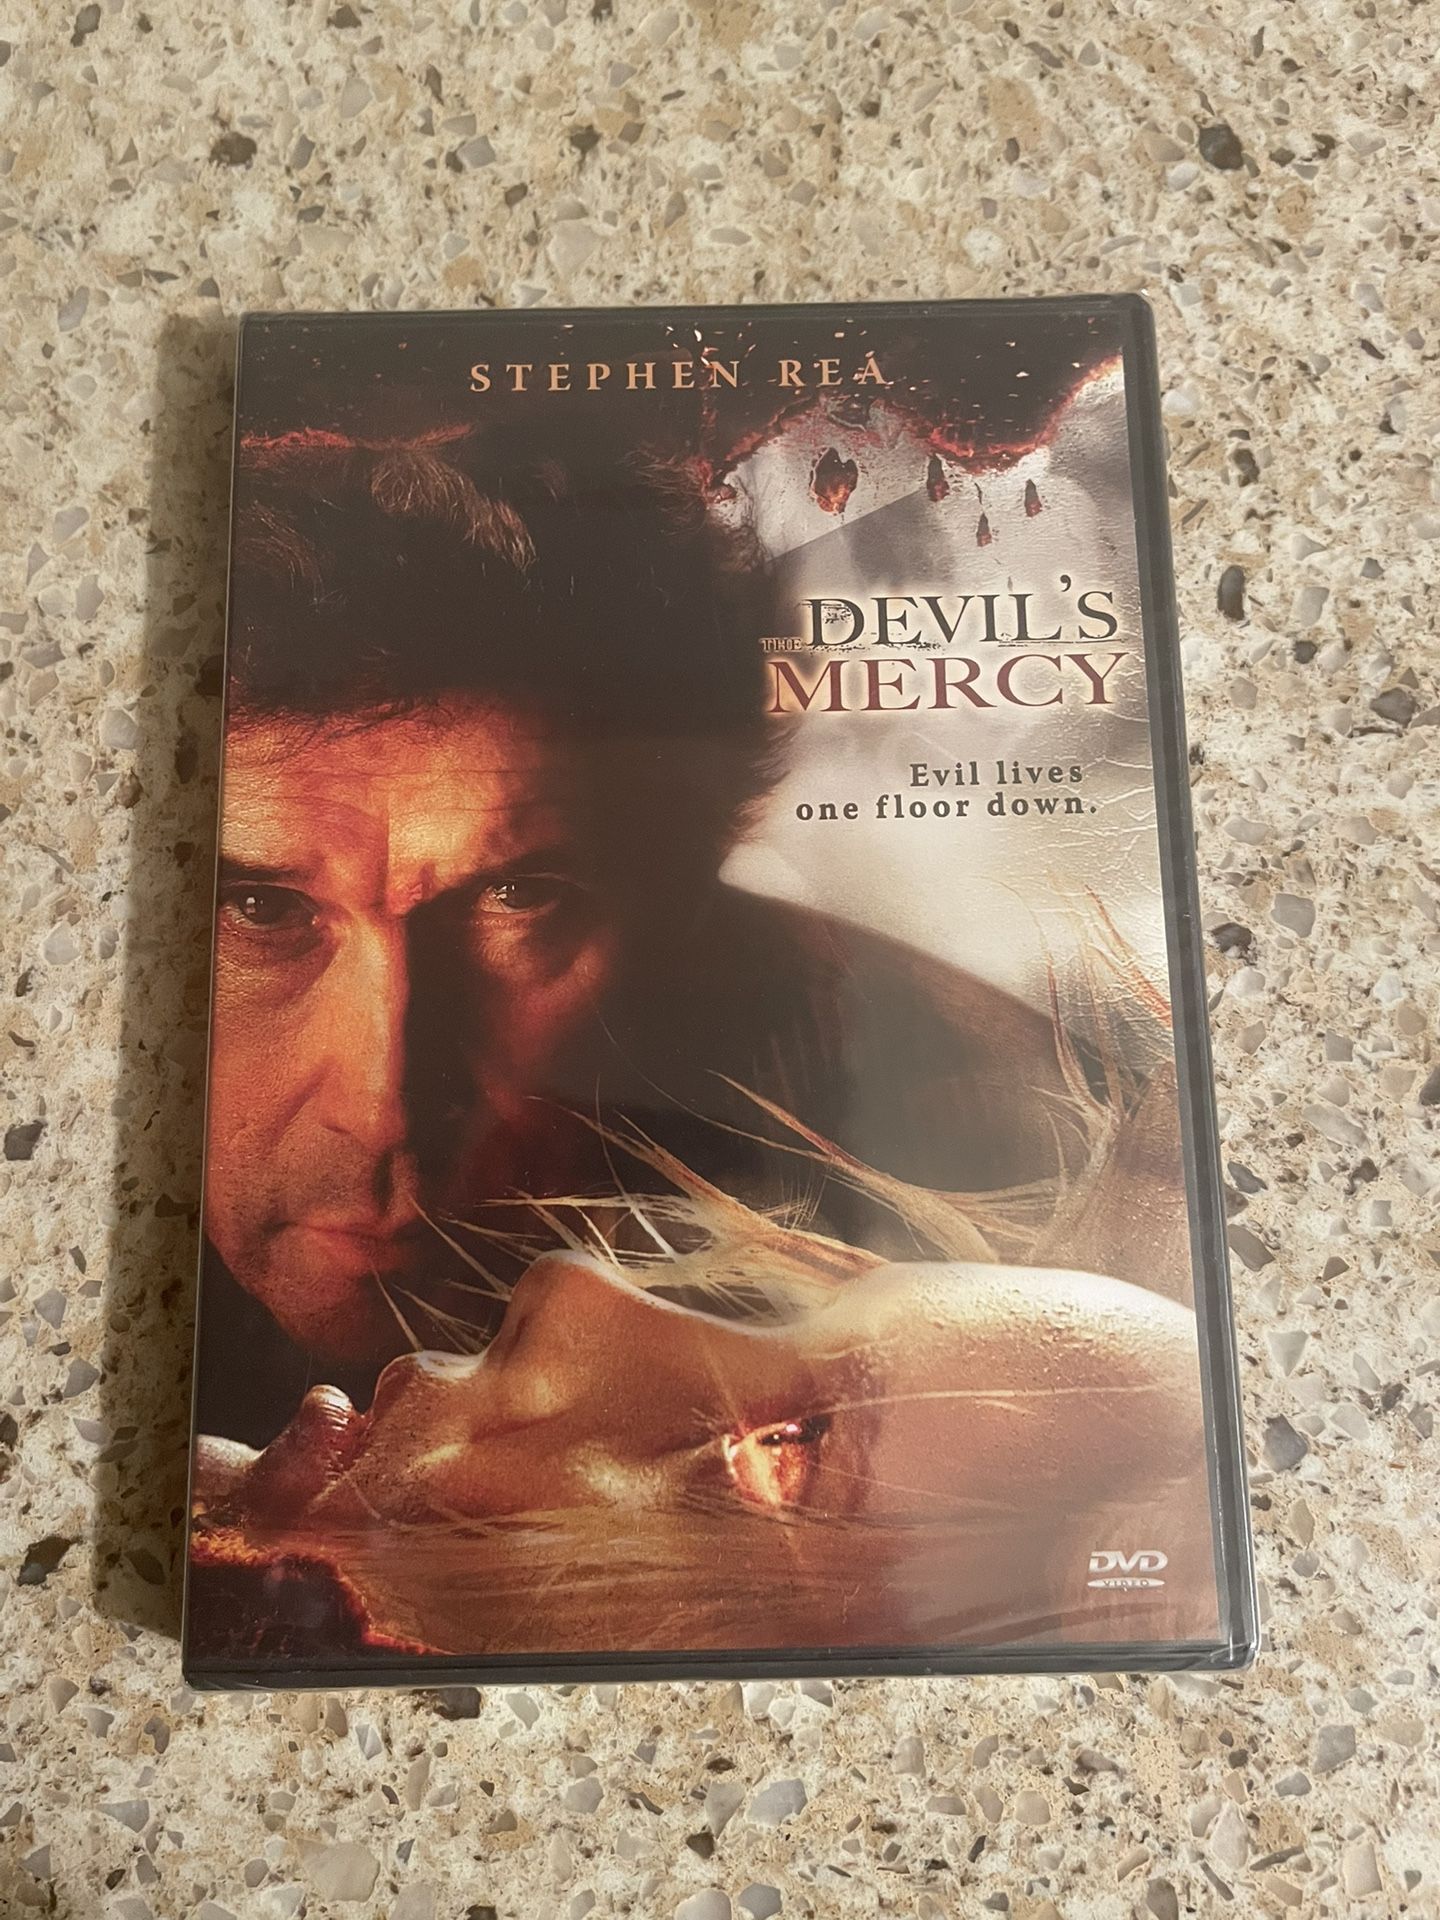 STEPHEN REA
THE DEVIL'S
MERCY
Evil lives
one floor down.
DVD
VIDEO